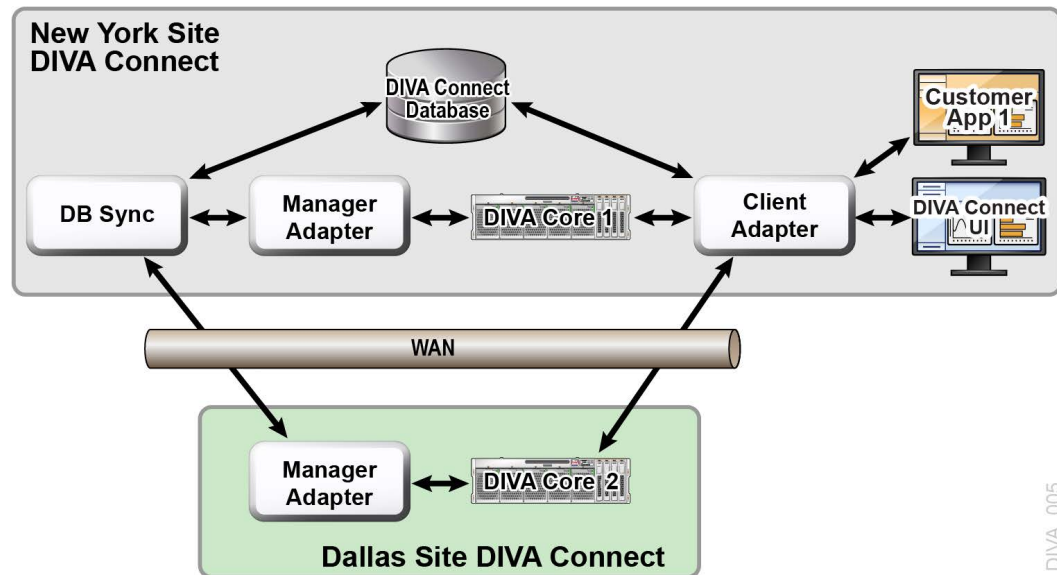 New York Site
DIVA Connect
DIVA Connect
Database
Customer
App 1
DB Sync
Manager
Adapter
DIVA Core 1
Client
Adapter
DIVA Connect
UI
WAN
Manager
Adapter
DIVA Core 2
Dallas Site DIVA Connect
DIVA_005